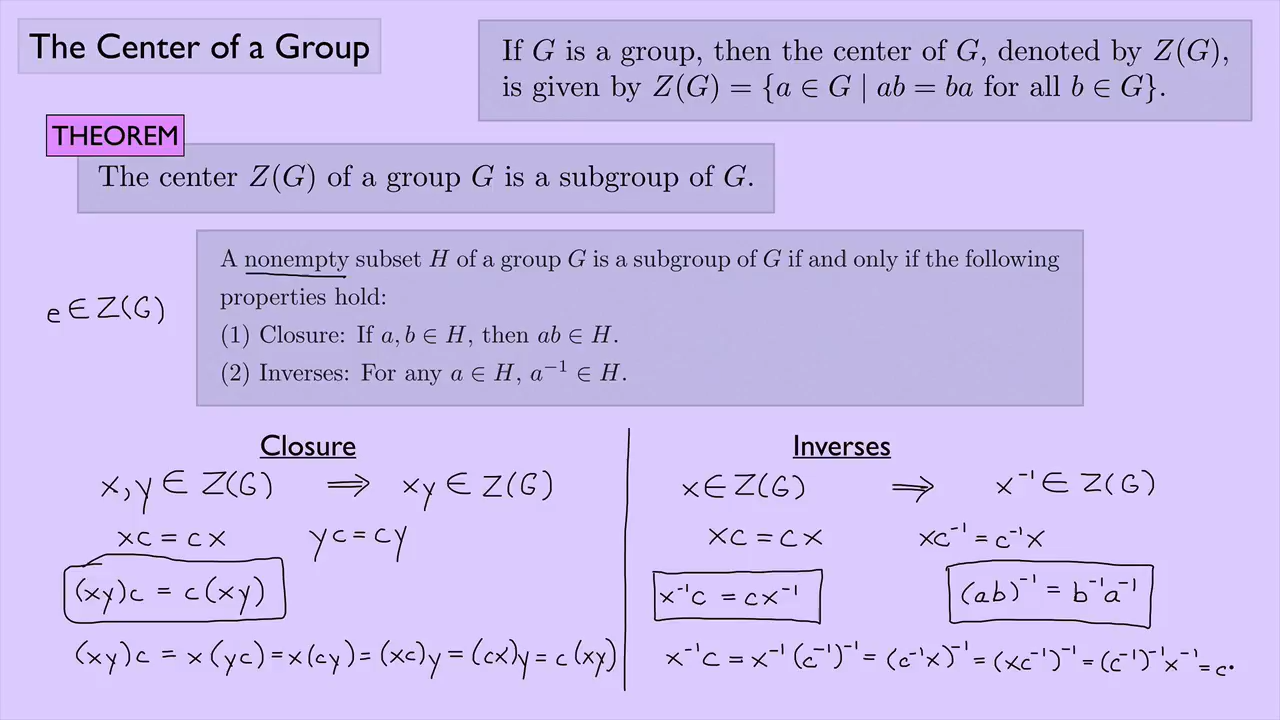 The Center of a Group
If G is a group, then the center of G, denoted by Z(G),
is given by Z(G) = {a ∈ G | ab = ba for all b ∈ G}.
THEOREM
The center Z(G) of a group G is a subgroup of G.
A nonempty subset H of a group G is a subgroup of G if and only if the following
properties hold:
(1) Closure: If a, b ∈ H, then ab ∈ H.
(2) Inverses: For any a ∈ H, a⁻¹ ∈ H.
e ∈ Z(G)
Closure
x, y ∈ Z(G) ⟹ xy ∈ Z(G)
xc = cx yc = cy
(xy)c = c(xy)
(xy)c = x(yc) = x(cy) = (xc)y = (cx)y = c(xy)
Inverses
x ∈ Z(G) ⟹ x⁻¹ ∈ Z(G)
xc = cx xc⁻¹ = c⁻¹x
x⁻¹c = cx⁻¹ (ab)⁻¹ = b⁻¹a⁻¹
x⁻¹c = x⁻¹(c⁻¹)⁻¹ = (c⁻¹x)⁻¹ = (xc⁻¹)⁻¹ = (c⁻¹)⁻¹x⁻¹ = c